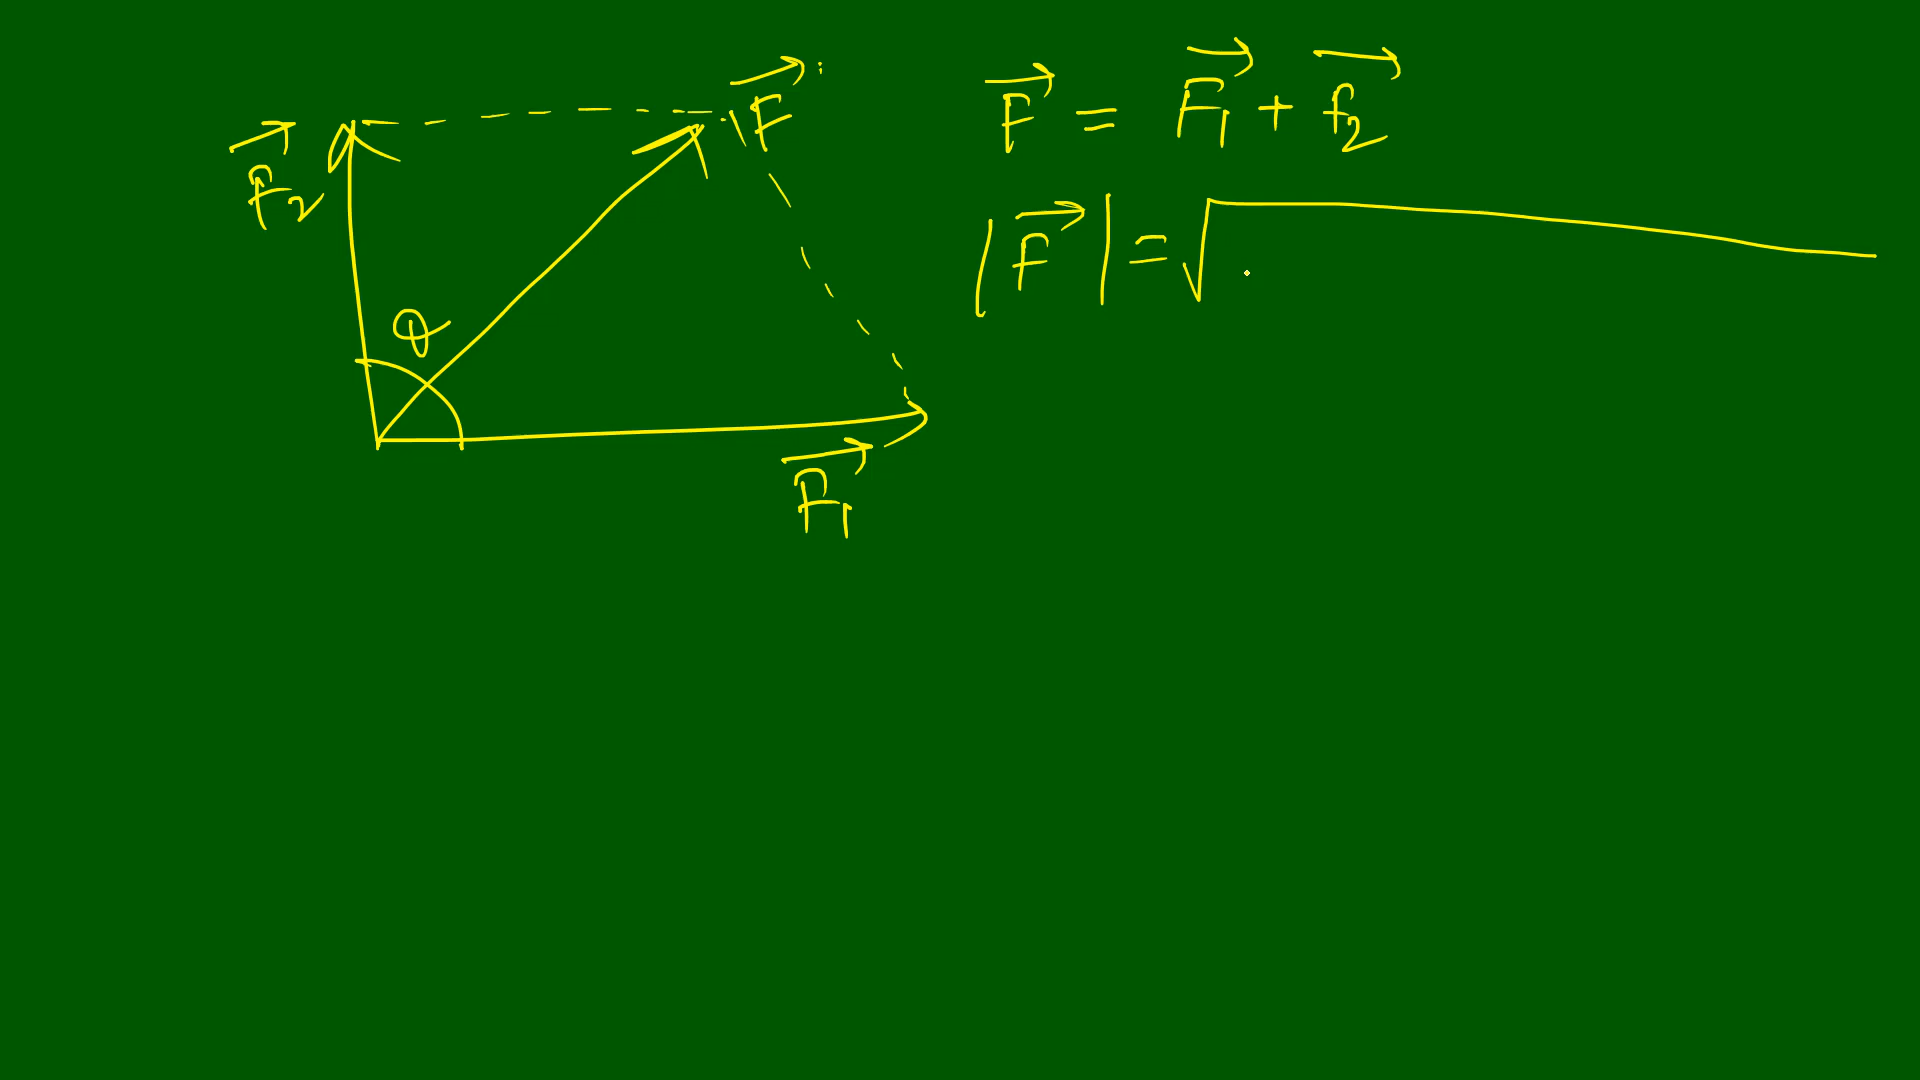 F⃗
F⃗ = F⃗₁ + f⃗₂
F⃗₂
|F⃗| = √
θ
F⃗₁